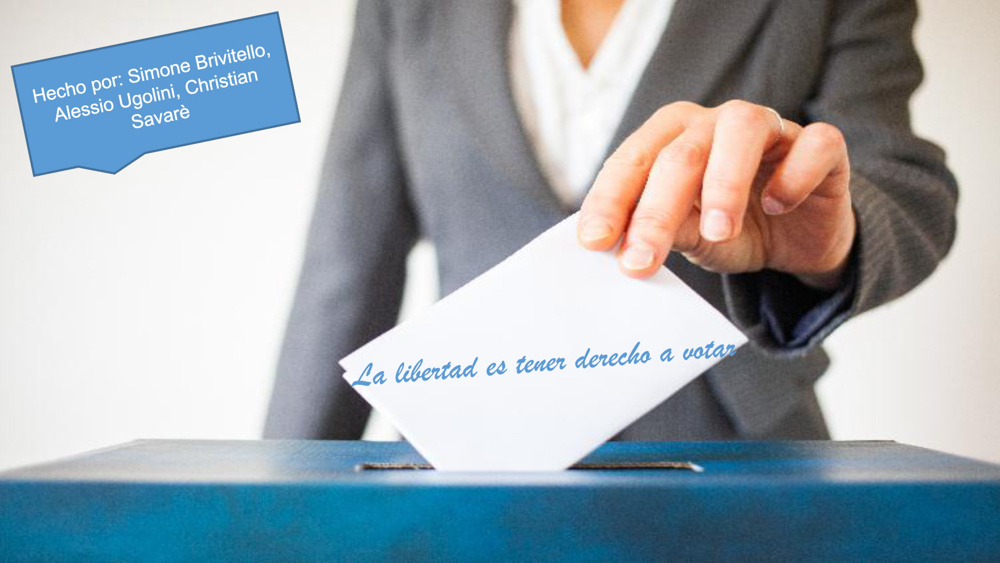 Hecho por: Simone Brivitello,
Alessio Ugolini, Christian
Savarè
La libertad es tener derecho a votar